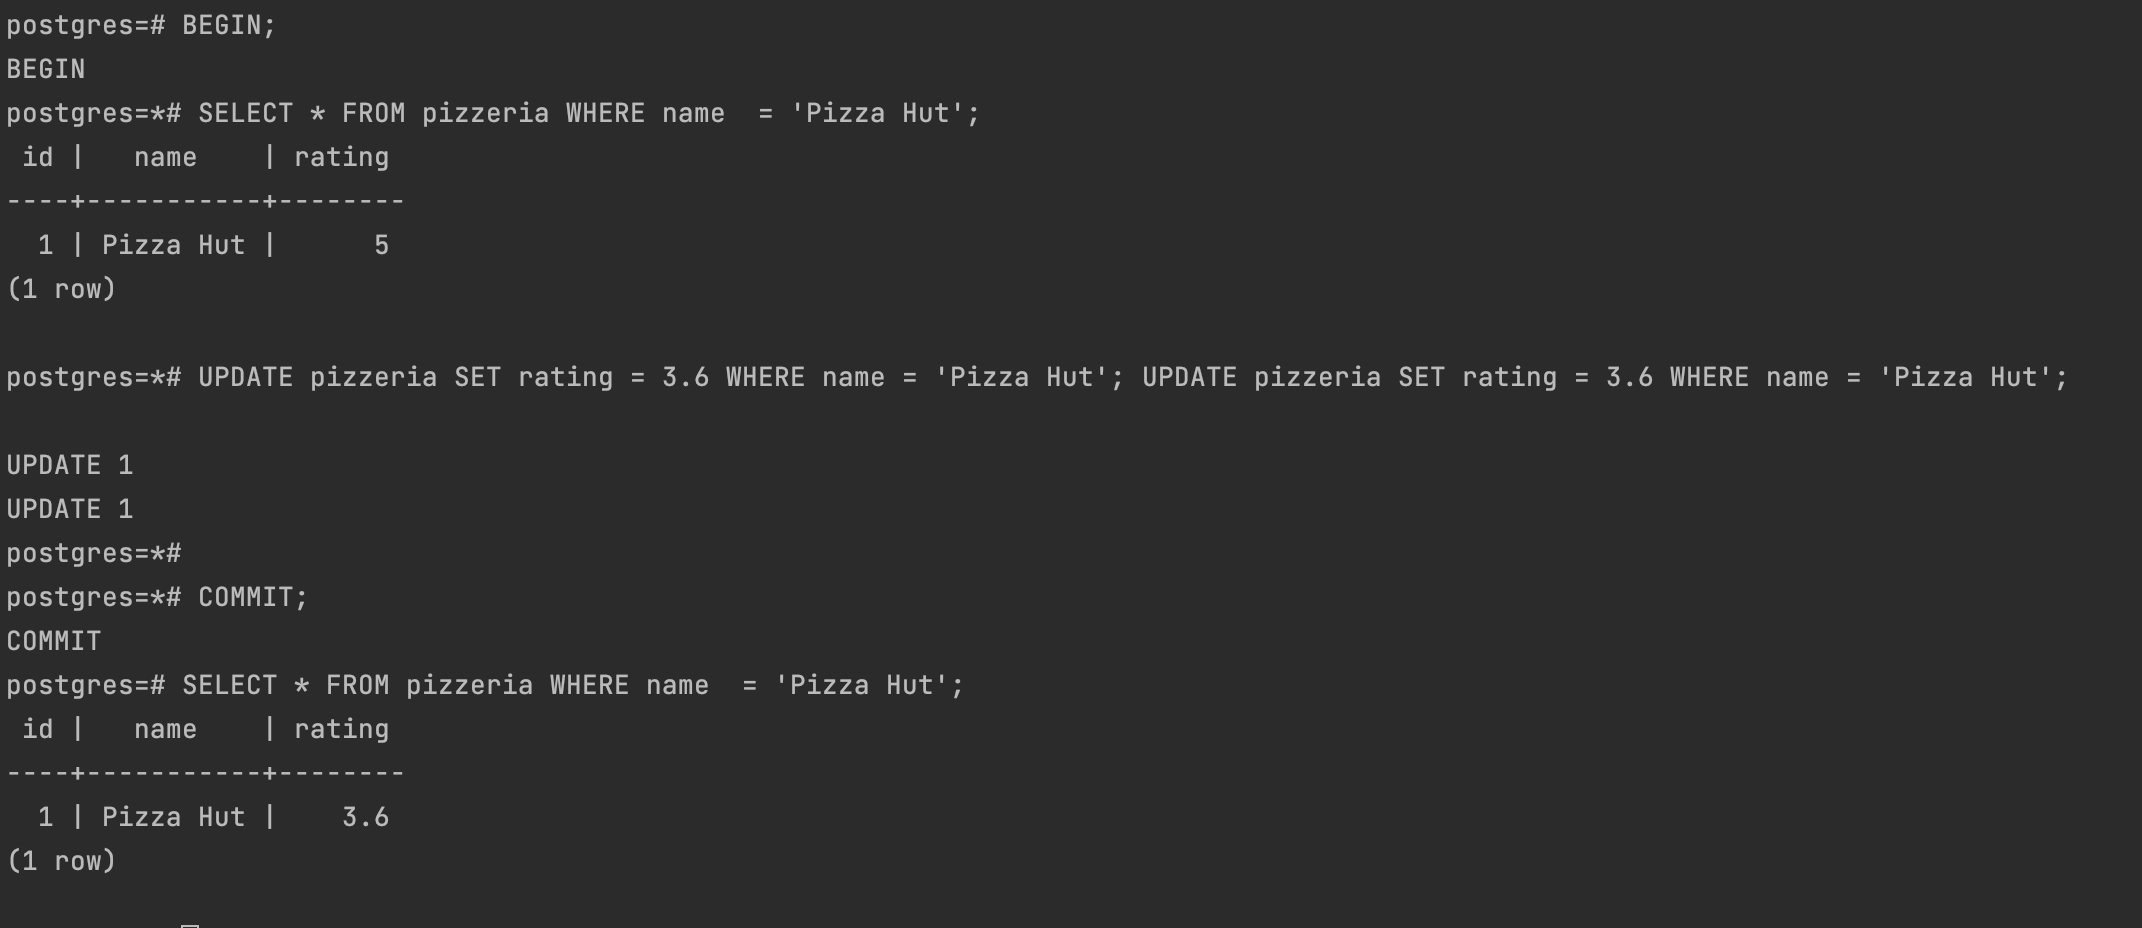 postgres=# BEGIN;
BEGIN
postgres=*# SELECT * FROM pizzeria WHERE name  = 'Pizza Hut';
 id |   name    | rating
----+-----------+--------
  1 | Pizza Hut |      5
(1 row)

postgres=*# UPDATE pizzeria SET rating = 3.6 WHERE name = 'Pizza Hut'; UPDATE pizzeria SET rating = 3.6 WHERE name = 'Pizza Hut';

UPDATE 1
UPDATE 1
postgres=*#
postgres=*# COMMIT;
COMMIT
postgres=# SELECT * FROM pizzeria WHERE name  = 'Pizza Hut';
 id |   name    | rating
----+-----------+--------
  1 | Pizza Hut |    3.6
(1 row)